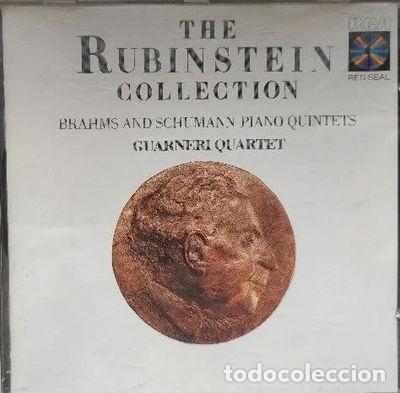 THE
RUBINSTEIN
COLLECTION
BRAHMS AND SCHUMANN PIANO QUINTETS
GUARNERI QUARTET
RCA
RED SEAL
todocoleccion